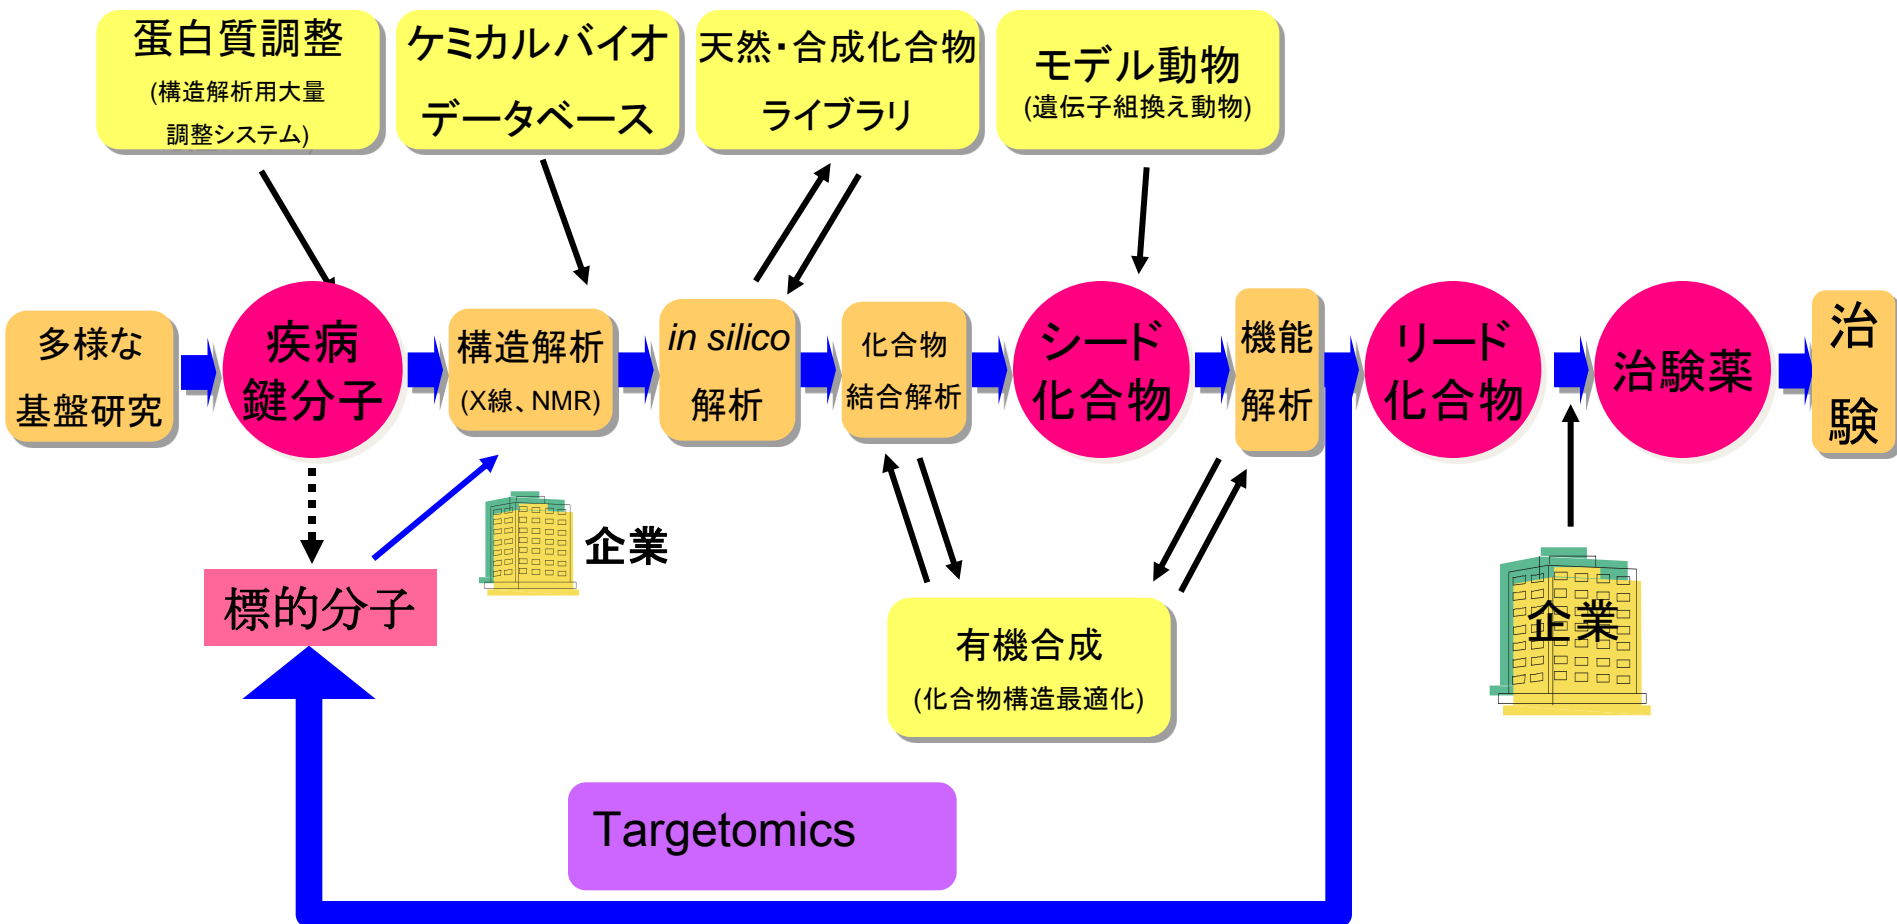 蛋白質調整
(構造解析用大量
調整システム)
ケミカルバイオ
データベース
天然・合成化合物
ライブラリ
モデル動物
(遺伝子組換え動物)
多様な
基盤研究
疾病
鍵分子
構造解析
(X線、NMR)
in silico
解析
化合物
結合解析
シード
化合物
機能
解析
リード
化合物
治験薬
治
験
標的分子
企業
有機合成
(化合物構造最適化)
企業
Targetomics